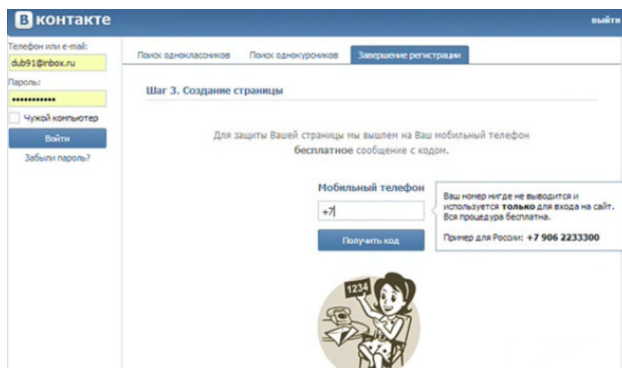 В контакте
выйти
Телефон или e-mail:
dub91@inbox.ru
Пароль:
•••••••••••
Чужой компьютер
Войти
Забыли пароль?
Поиск одноклассников
Поиск однокурсников
Завершение регистрации
Шаг 3. Создание страницы
Для защиты Вашей страницы мы вышлем на Ваш мобильный телефон
бесплатное сообщение с кодом.
Мобильный телефон
+7
Получить код
Ваш номер нигде не выводится и
используется только для входа на сайт.
Вся процедура бесплатна.
Пример для России: +7 906 2233300
1234